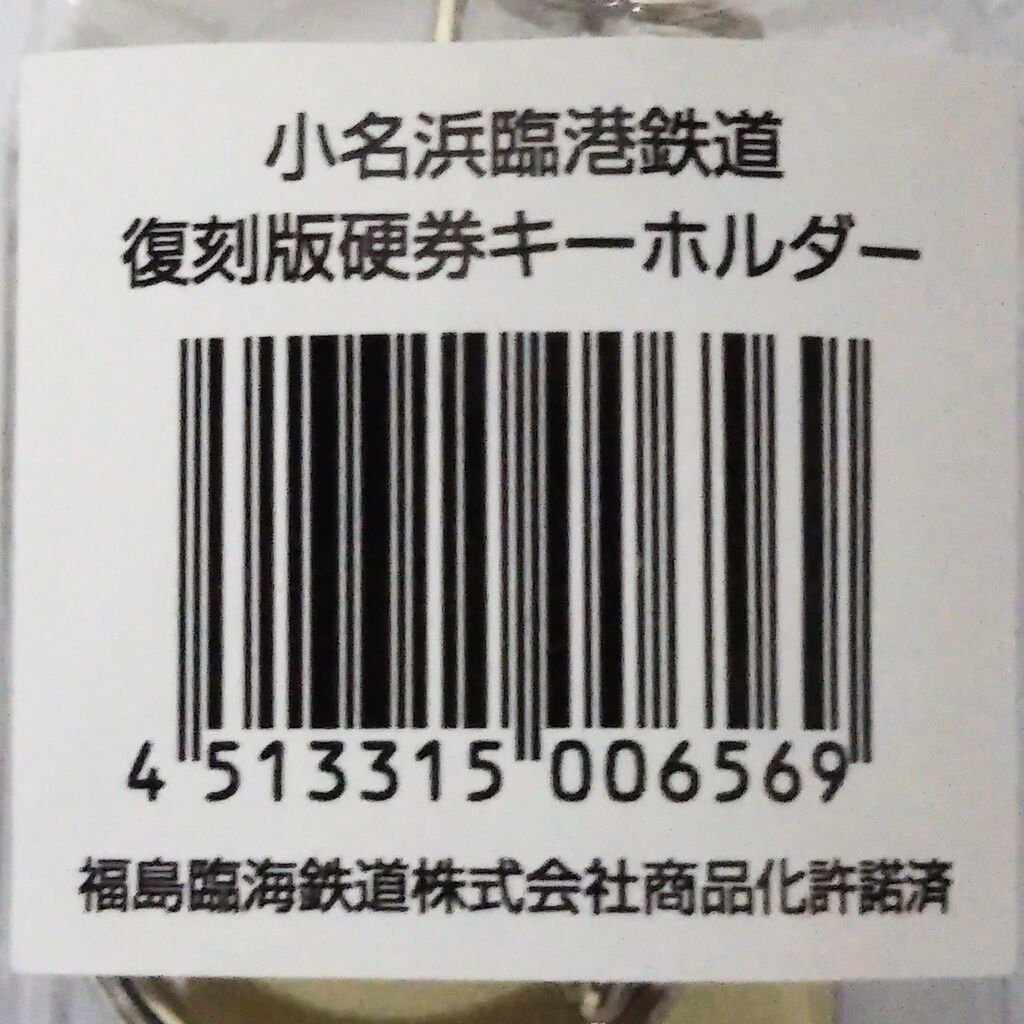 小名浜臨港鉄道
復刻版硬券キーホルダー
4 513315 006569
福島臨海鉄道株式会社商品化許諾済